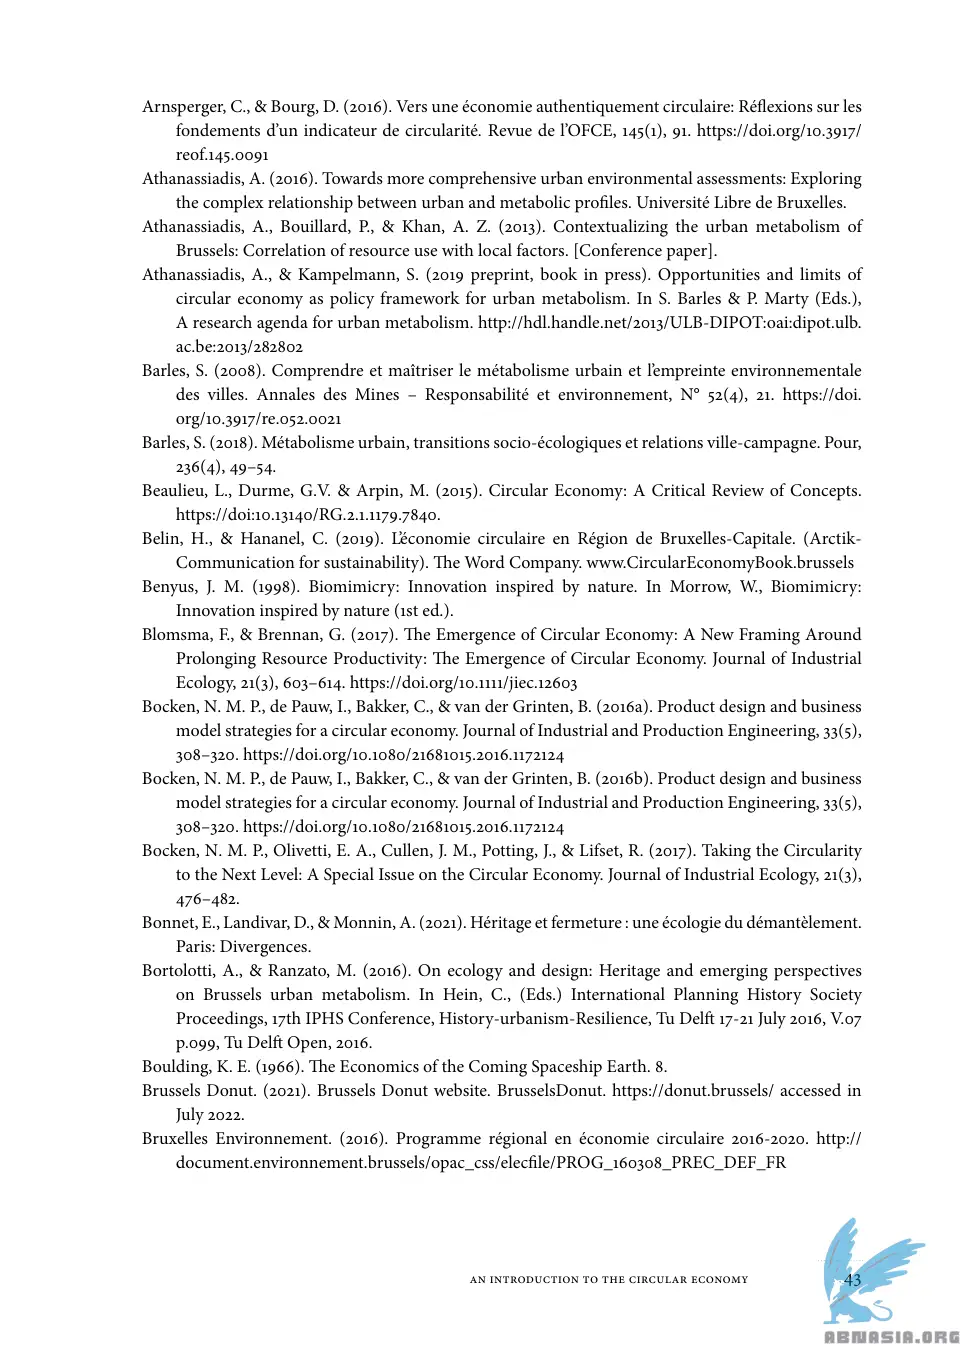 Arnsperger, C., & Bourg, D. (2016). Vers une économie authentiquement circulaire: Réflexions sur les
fondements d’un indicateur de circularité. Revue de l’OFCE, 145(1), 91. https://doi.org/10.3917/
reof.145.0091
Athanassiadis, A. (2016). Towards more comprehensive urban environmental assessments: Exploring
the complex relationship between urban and metabolic profiles. Université Libre de Bruxelles.
Athanassiadis, A., Bouillard, P., & Khan, A. Z. (2013). Contextualizing the urban metabolism of
Brussels: Correlation of resource use with local factors. [Conference paper].
Athanassiadis, A., & Kampelmann, S. (2019 preprint, book in press). Opportunities and limits of
circular economy as policy framework for urban metabolism. In S. Barles & P. Marty (Eds.),
A research agenda for urban metabolism. http://hdl.handle.net/2013/ULB-DIPOT:oai:dipot.ulb.
ac.be:2013/282802
Barles, S. (2008). Comprendre et maîtriser le métabolisme urbain et l’empreinte environnementale
des villes. Annales des Mines – Responsabilité et environnement, N° 52(4), 21. https://doi.
org/10.3917/re.052.0021
Barles, S. (2018). Métabolisme urbain, transitions socio-écologiques et relations ville-campagne. Pour,
236(4), 49–54.
Beaulieu, L., Durme, G.V. & Arpin, M. (2015). Circular Economy: A Critical Review of Concepts.
https://doi:10.13140/RG.2.1.1179.7840.
Belin, H., & Hananel, C. (2019). L’économie circulaire en Région de Bruxelles-Capitale. (Arctik-
Communication for sustainability). The Word Company. www.CircularEconomyBook.brussels
Benyus, J. M. (1998). Biomimicry: Innovation inspired by nature. In Morrow, W., Biomimicry:
Innovation inspired by nature (1st ed.).
Blomsma, F., & Brennan, G. (2017). The Emergence of Circular Economy: A New Framing Around
Prolonging Resource Productivity: The Emergence of Circular Economy. Journal of Industrial
Ecology, 21(3), 603–614. https://doi.org/10.1111/jiec.12603
Bocken, N. M. P., de Pauw, I., Bakker, C., & van der Grinten, B. (2016a). Product design and business
model strategies for a circular economy. Journal of Industrial and Production Engineering, 33(5),
308–320. https://doi.org/10.1080/21681015.2016.1172124
Bocken, N. M. P., de Pauw, I., Bakker, C., & van der Grinten, B. (2016b). Product design and business
model strategies for a circular economy. Journal of Industrial and Production Engineering, 33(5),
308–320. https://doi.org/10.1080/21681015.2016.1172124
Bocken, N. M. P., Olivetti, E. A., Cullen, J. M., Potting, J., & Lifset, R. (2017). Taking the Circularity
to the Next Level: A Special Issue on the Circular Economy. Journal of Industrial Ecology, 21(3),
476–482.
Bonnet, E., Landivar, D., & Monnin, A. (2021). Héritage et fermeture : une écologie du démantèlement.
Paris: Divergences.
Bortolotti, A., & Ranzato, M. (2016). On ecology and design: Heritage and emerging perspectives
on Brussels urban metabolism. In Hein, C., (Eds.) International Planning History Society
Proceedings, 17th IPHS Conference, History-urbanism-Resilience, Tu Delft 17-21 July 2016, V.07
p.099, Tu Delft Open, 2016.
Boulding, K. E. (1966). The Economics of the Coming Spaceship Earth. 8.
Brussels Donut. (2021). Brussels Donut website. BrusselsDonut. https://donut.brussels/ accessed in
July 2022.
Bruxelles Environnement. (2016). Programme régional en économie circulaire 2016-2020. http://
document.environnement.brussels/opac_css/elecfile/PROG_160308_PREC_DEF_FR
AN INTRODUCTION TO THE CIRCULAR ECONOMY 43
ABNASIA.ORG